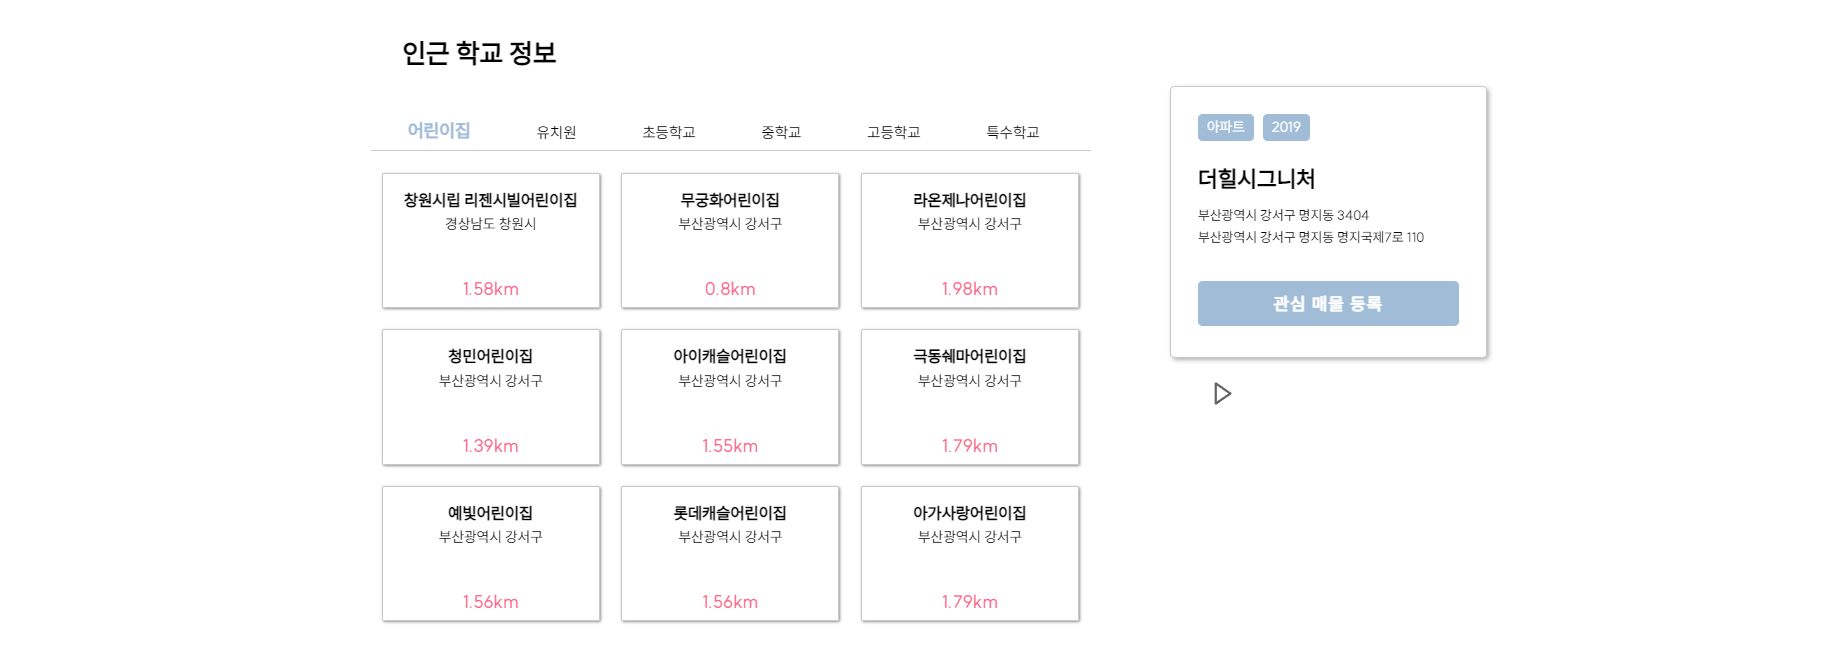 인근 학교 정보
어린이집 유치원 초등학교 중학교 고등학교 특수학교
창원시립 리젠시빌어린이집
경상남도 창원시
1.58km
무궁화어린이집
부산광역시 강서구
0.8km
라온제나어린이집
부산광역시 강서구
1.98km
청민어린이집
부산광역시 강서구
1.39km
아이캐슬어린이집
부산광역시 강서구
1.55km
극동쉐마어린이집
부산광역시 강서구
1.79km
예빛어린이집
부산광역시 강서구
1.56km
롯데캐슬어린이집
부산광역시 강서구
1.56km
아가사랑어린이집
부산광역시 강서구
1.79km
아파트 2019
더힐시그니처
부산광역시 강서구 명지동 3404
부산광역시 강서구 명지동 명지국제7로 110
관심 매물 등록